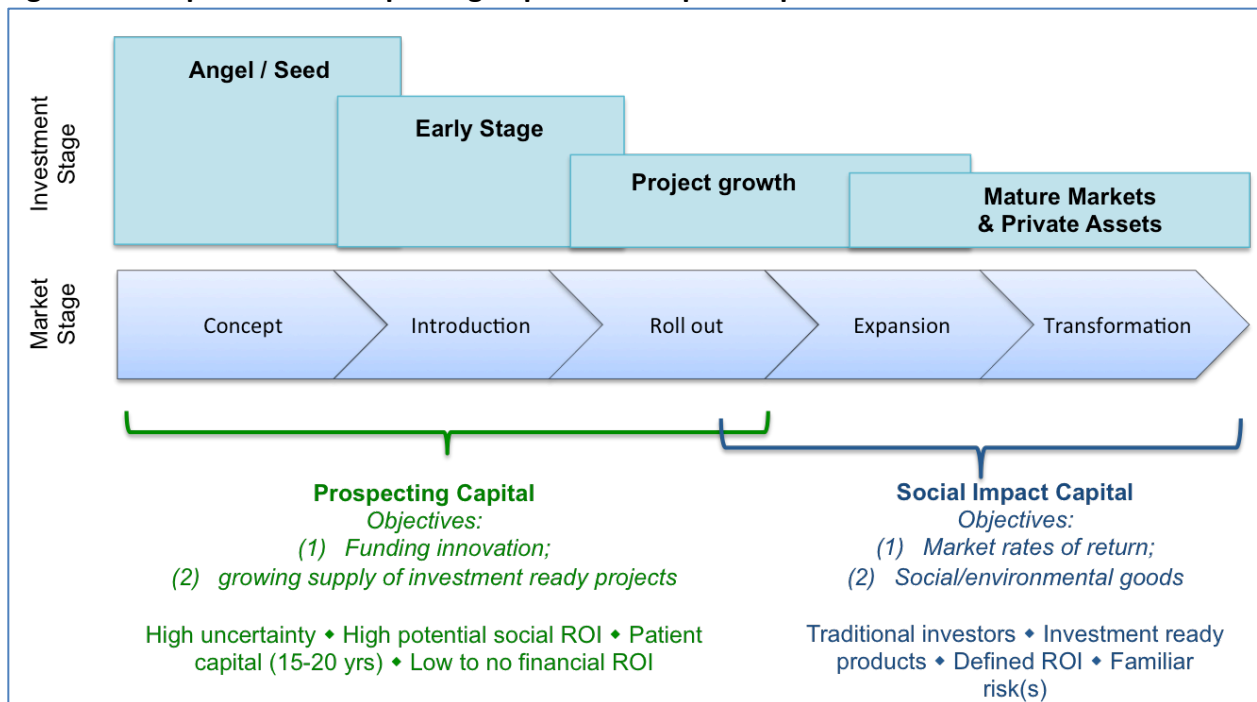 Investment
Stage
Angel / Seed
Early Stage
Project growth
Mature Markets
& Private Assets
Market
Stage
Concept
Introduction
Roll out
Expansion
Transformation
Prospecting Capital
Objectives:
(1) Funding innovation;
(2) growing supply of investment ready projects
High uncertainty ◆ High potential social ROI ◆ Patient
capital (15-20 yrs) ◆ Low to no financial ROI
Social Impact Capital
Objectives:
(1) Market rates of return;
(2) Social/environmental goods
Traditional investors ◆ Investment ready
products ◆ Defined ROI ◆ Familiar
risk(s)